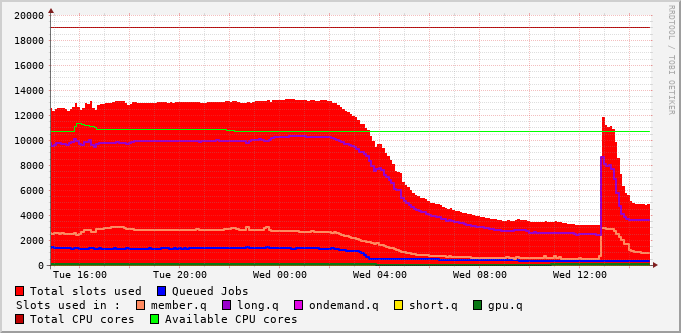 20000
18000
16000
14000
12000
10000
8000
6000
4000
2000
0
Tue 16:00 Tue 20:00 Wed 00:00 Wed 04:00 Wed 08:00 Wed 12:00
RRDTOOL / TOBI OETIKER
Total slots used Queued Jobs
Slots used in : member.q long.q ondemand.q short.q gpu.q
Total CPU cores Available CPU cores